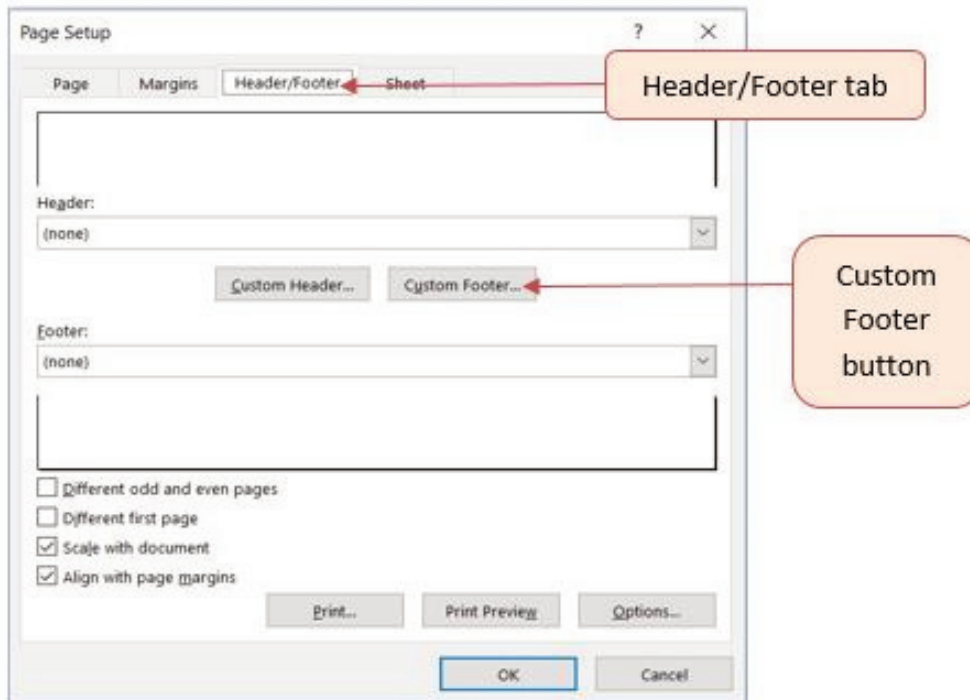 Page Setup ? X
Page Margins Header/Footer Sheet
Header/Footer tab
Header:
(none)
Custom Header... Custom Footer...
Custom
Footer
button
Footer:
(none)
Different odd and even pages
Different first page
Scale with document
Align with page margins
Print... Print Preview Options...
OK Cancel